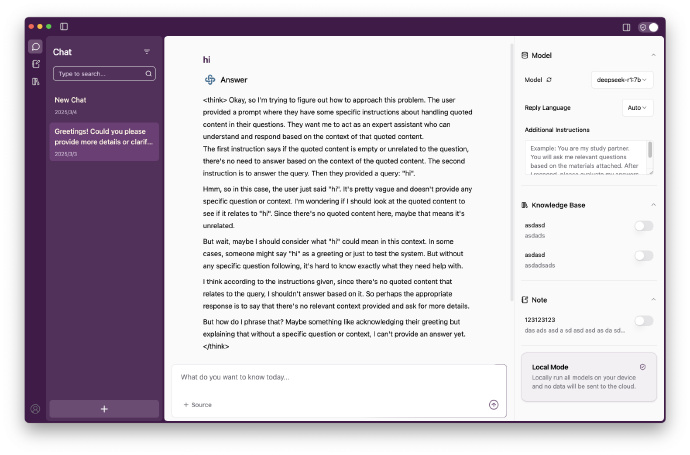 Chat
Type to search...
New Chat
2025/3/4
Greetings! Could you please
provide more details or clarif...
2025/3/3
+
hi
Answer
<think> Okay, so I'm trying to figure out how to approach this problem. The user
provided a prompt where they have some specific instructions about handling quoted
content in their questions. They want me to act as an expert assistant who can
understand and respond based on the context of that quoted content.
The first instruction says if the quoted content is empty or unrelated to the question,
there's no need to answer based on the context of the quoted content. The second
instruction is to answer the query. Then they provided a query: "hi".
Hmm, so in this case, the user just said "hi". It's pretty vague and doesn't provide any
specific question or context. I'm wondering if I should look at the quoted content to
see if it relates to "hi". Since there's no quoted content here, maybe that means it's
unrelated.
But wait, maybe I should consider what "hi" could mean in this context. In some
cases, someone might say "hi" as a greeting or just to test the system. But without
any specific question following, it's hard to know exactly what they need help with.
I think according to the instructions given, since there's no quoted content that
relates to the query, I shouldn't answer based on it. So perhaps the appropriate
response is to say that there's no relevant context provided and ask for more details.
But how do I phrase that? Maybe something like acknowledging their greeting but
explaining that without a specific question or context, I can't provide an answer yet.
</think>
What do you want to know today...
+ Source
Model
Model
deepseek-r1:7b
Reply Language
Auto
Additional Instructions
Example: You are my study partner.
You will ask me relevant questions
based on the materials attached. After
I respond, please evaluate my answers
Knowledge Base
asdasd
asdads
asdasd
asdadsads
Note
123123123
das ads asd a sd asd asd as da sd...
Local Mode
Locally run all models on your device
and no data will be sent to the cloud.